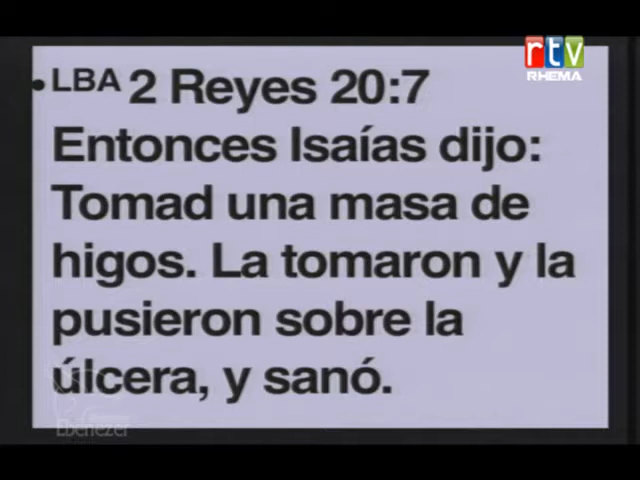 rtv
RHEMA
• LBA 2 Reyes 20:7
Entonces Isaías dijo:
Tomad una masa de
higos. La tomaron y la
pusieron sobre la
úlcera, y sanó.
Ebenezer